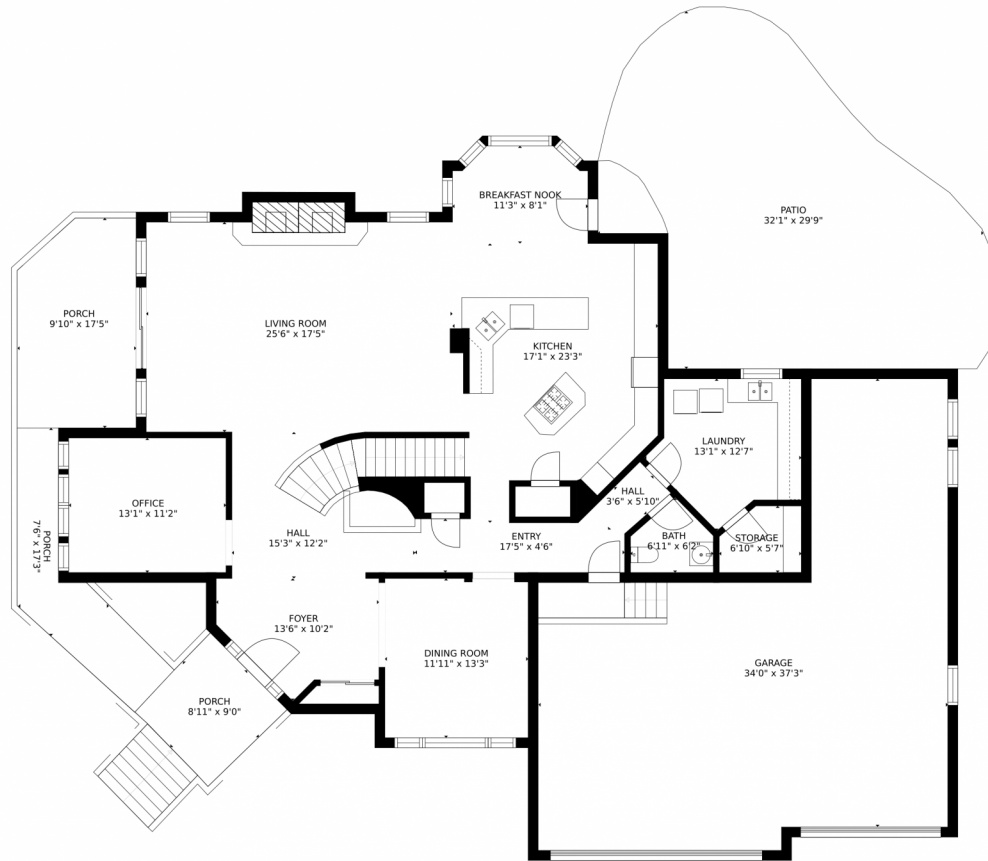 BREAKFAST NOOK
11'3" x 8'1"
PATIO
32'1" x 29'9"
PORCH
9'10" x 17'5"
LIVING ROOM
25'6" x 17'5"
KITCHEN
17'1" x 23'3"
LAUNDRY
13'1" x 12'7"
HALL
3'6" x 5'10"
OFFICE
13'1" x 11'2"
PORCH
7'6" x 17'3"
HALL
15'3" x 12'2"
ENTRY
17'5" x 4'6"
BATH
6'11" x 6'2"
STORAGE
6'10" x 5'7"
FOYER
13'6" x 10'2"
DINING ROOM
11'11" x 13'3"
GARAGE
34'0" x 37'3"
PORCH
8'11" x 9'0"